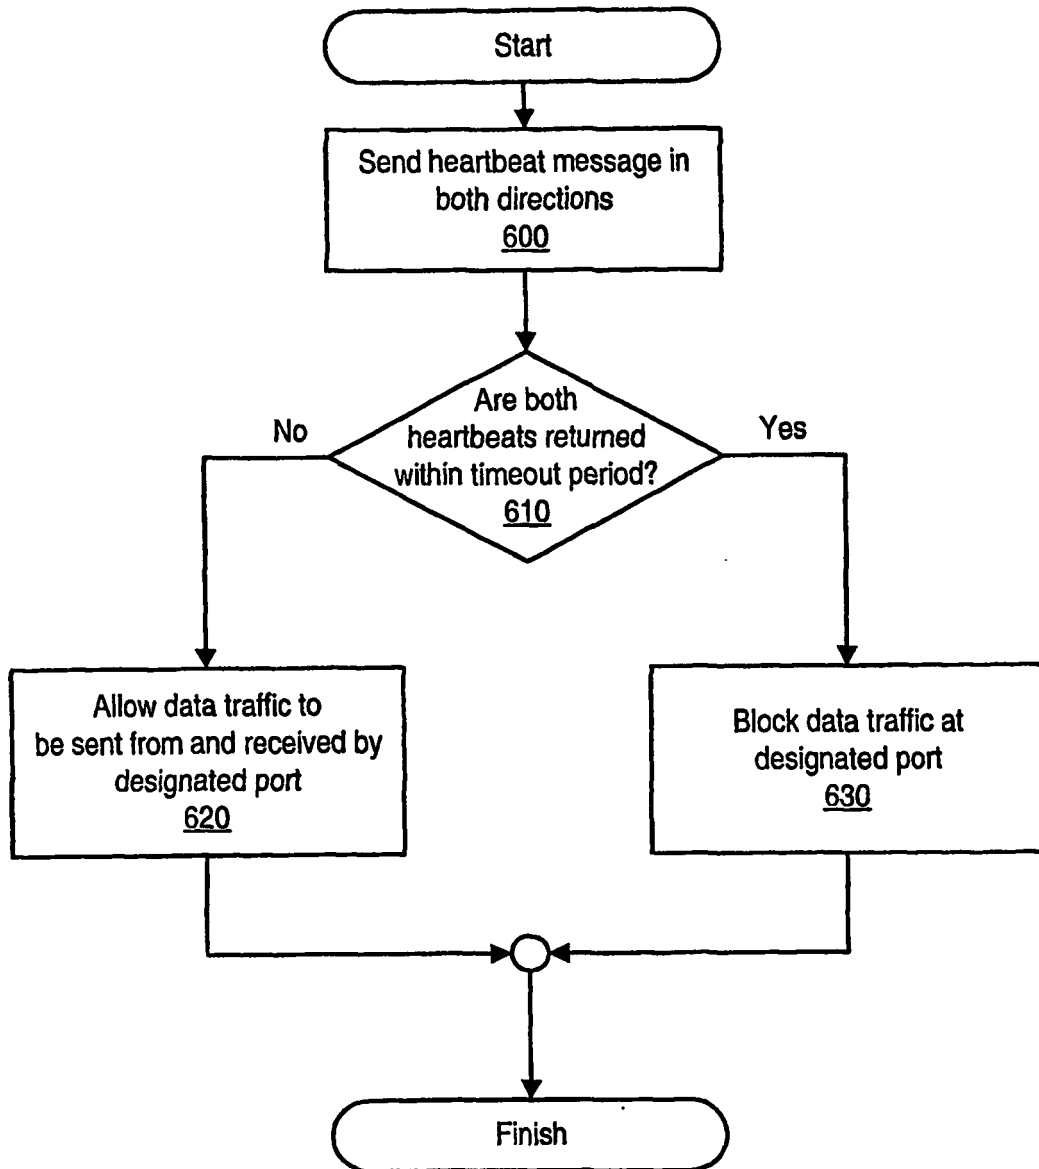 Start
Send heartbeat message in
both directions
600
Are both
heartbeats returned
within timeout period?
610
No
Yes
Allow data traffic to
be sent from and received by
designated port
620
Block data traffic at
designated port
630
Finish